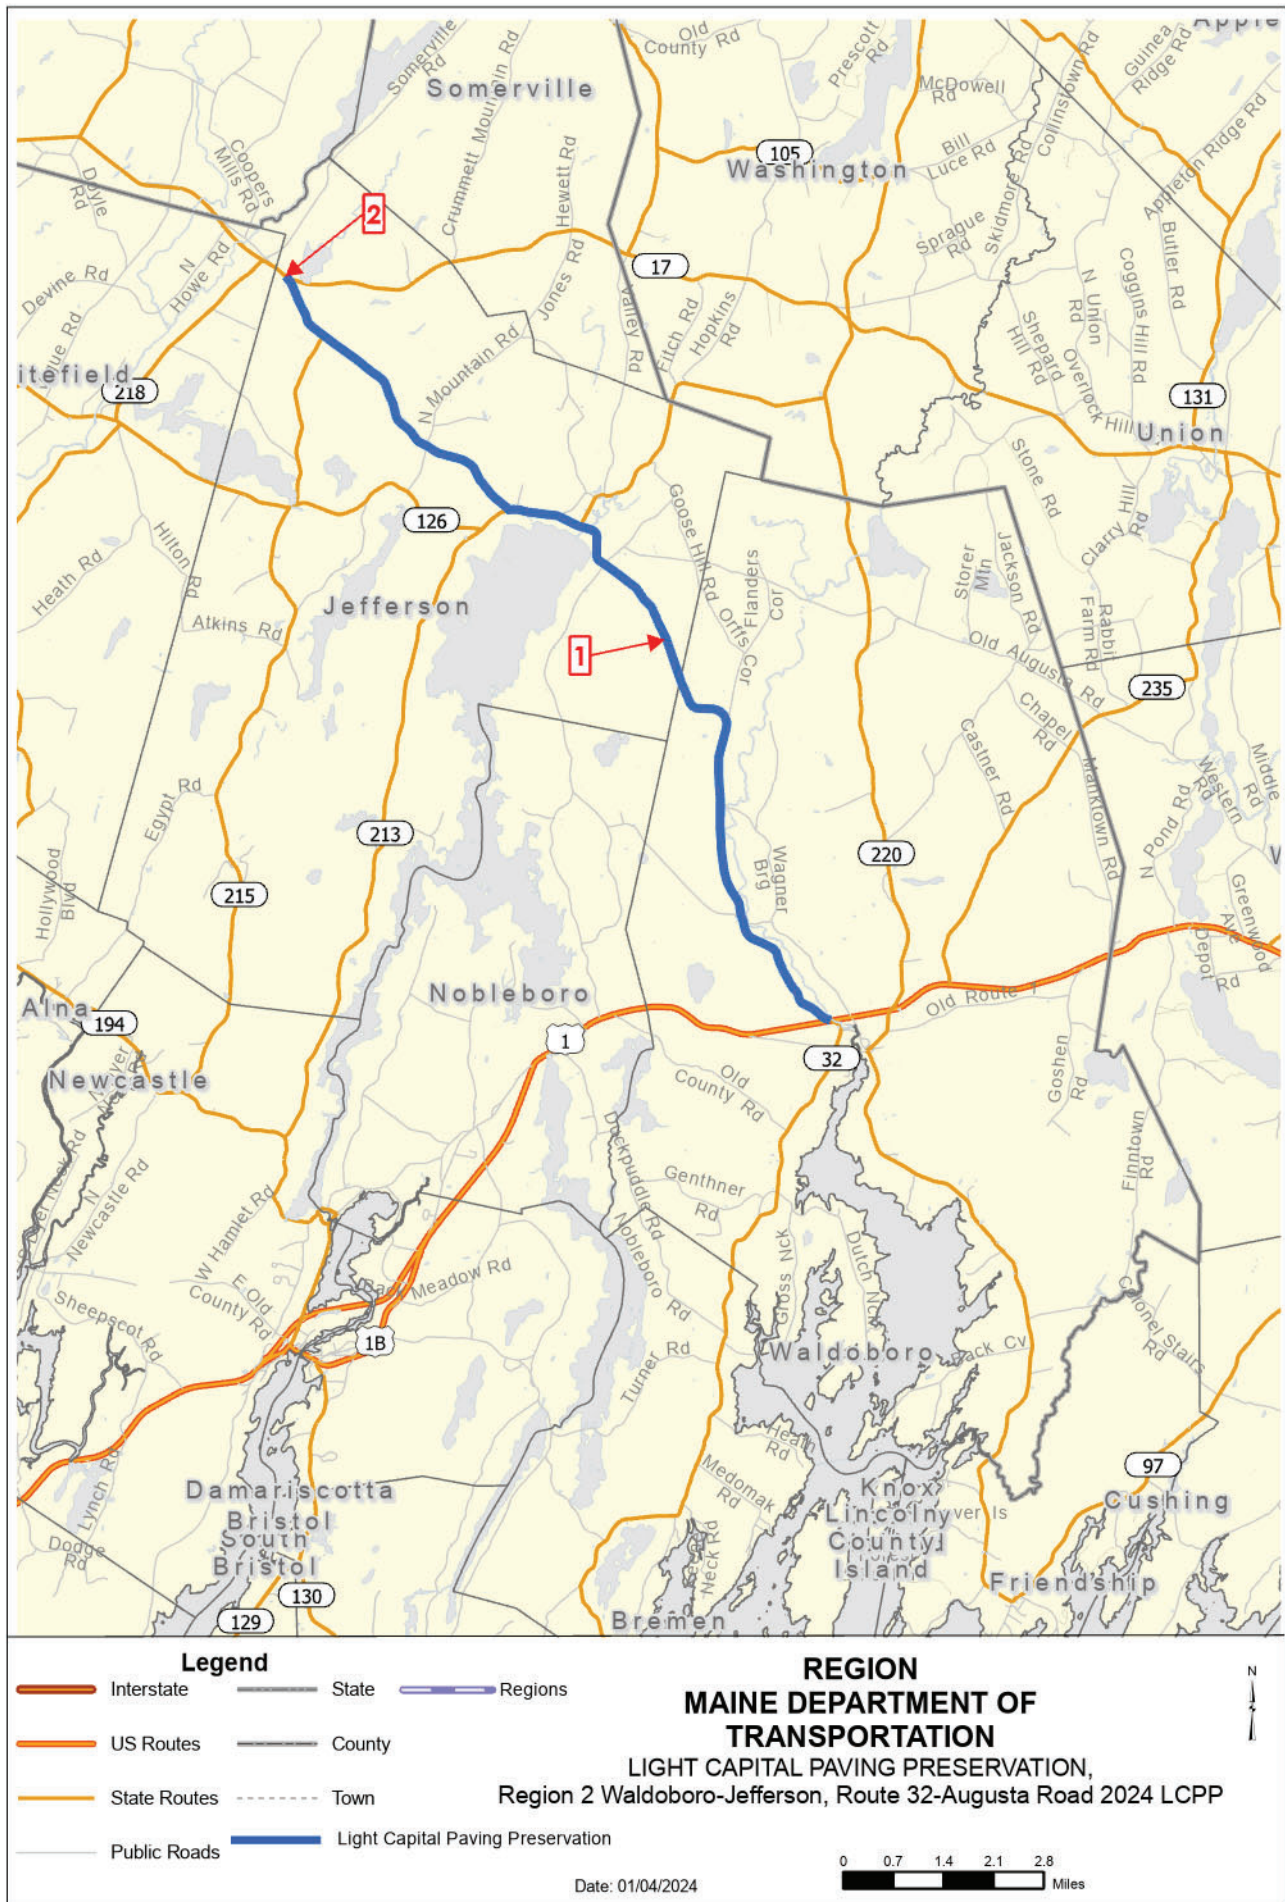 Apple
Old
County Rd
Prescott
Rd
Guinea
Ridge Rd
Somerville
Rd
Somerville
McDowell
Rd
Collinstown Rd
Crummett Mountain Rd
Coopers
Mills Rd
Doyle
Rd
105
Washington
Bill
Luce Rd
Appleton Ridge Rd
Hewett Rd
2
Skidmore Rd
Sprague
Rd
Butler Rd
N
Howe Rd
Devine Rd
17
Jones Rd
Valley Rd
Fitch Rd
Hopkins
Rd
N Union
Rd
Coggins Hill Rd
Shepard
Hill Rd
Overlock Hill
itefield
218
N Mountain Rd
131
Union
Stone Rd
Goose Hill Rd
Clarry Hill
Rd
126
Heath Rd
Hilton
Rd
Flanders
Cor
Storer
Mtn
Jackson Rd
Jefferson
Atkins Rd
Orffs
Cor
Rabbit
Farm Rd
1
Old Augusta Rd
235
Chapel
Rd
Castner Rd
Manktown Rd
Middle
Rd
Western
Rd
N Pond Rd
Egypt Rd
213
220
Wagner
Brg
215
Hollywood
Blvd
Greenwood
Ave
Depot
Rd
Nobleboro
Alna
194
Old Route 1
1
32
Newcastle
Old
County Rd
Goshen
Rd
Duckpuddle Rd
Finntown
Rd
N
Newcastle Rd
Genthner
Rd
W Hamlet Rd
Nobleboro Rd
Gross Nck
Dutch Nck
E Old
County Rd
Back Meadow Rd
Sheepscot Rd
1B
Colonel Stairs
Rd
Turner Rd
Waldoboro
Back Cv
Heath
Rd
Lynch Rd
Medomak
Rd
97
Damariscotta
Bristol
South
Bristol
Knox
Lincoln
County
Island
Cushing
Dodge
Rd
Neck Rd
130
129
Friendship
Bremen
Legend
Interstate
State
Regions
US Routes
County
State Routes
Town
Public Roads
Light Capital Paving Preservation
REGION
MAINE DEPARTMENT OF
TRANSPORTATION
LIGHT CAPITAL PAVING PRESERVATION,
Region 2 Waldoboro-Jefferson, Route 32-Augusta Road 2024 LCPP
N
Date: 01/04/2024
0 0.7 1.4 2.1 2.8
Miles